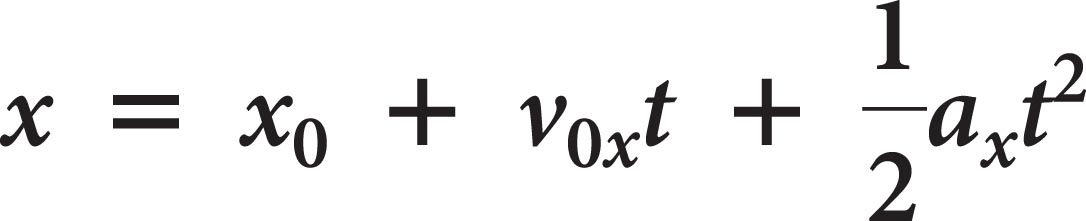 x = x₀ + v₀ₓt + ½aₓt²